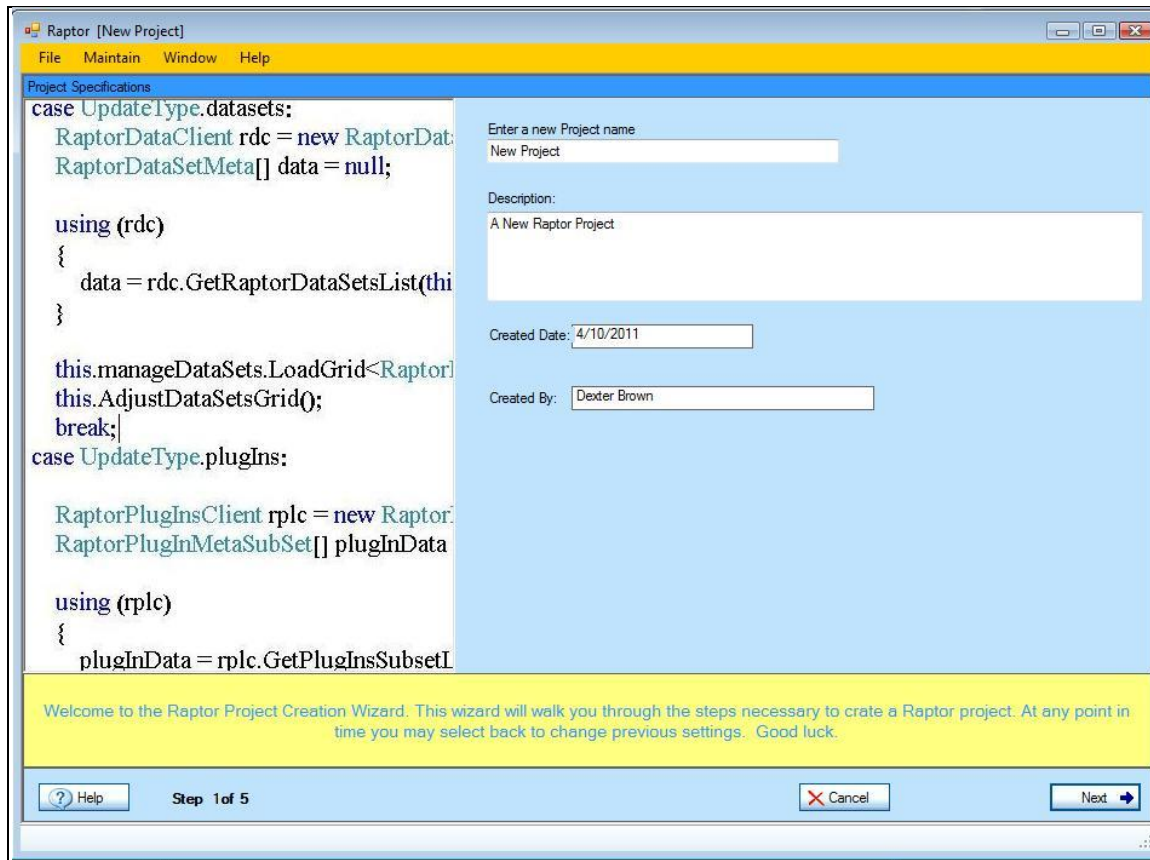 Raptor [New Project]
File Maintain Window Help
Project Specifications
case UpdateType.datasets:
RaptorDataClient rdc = new RaptorDat
RaptorDataSetMeta[] data = null;
using (rdc)
{
data = rdc.GetRaptorDataSetsList(thi
}
this.manageDataSets.LoadGrid<Raptor
this.AdjustDataSetsGrid();
break;
case UpdateType.plugIns:
RaptorPlugInsClient rplc = new Raptor
RaptorPlugInMetaSubSet[] plugInData
using (rplc)
{
plugInData = rplc.GetPlugInsSubsetL
Enter a new Project name
New Project
Description:
A New Raptor Project
Created Date: 4/10/2011
Created By: Dexter Brown
Welcome to the Raptor Project Creation Wizard. This wizard will walk you through the steps necessary to crate a Raptor project. At any point in
time you may select back to change previous settings. Good luck.
Help Step 1of 5 Cancel Next